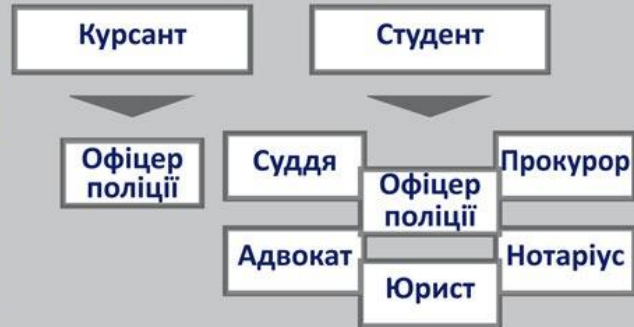 Курсант
Студент
Офіцер
поліції
Суддя
Офіцер
поліції
Прокурор
Адвокат
Юрист
Нотаріус